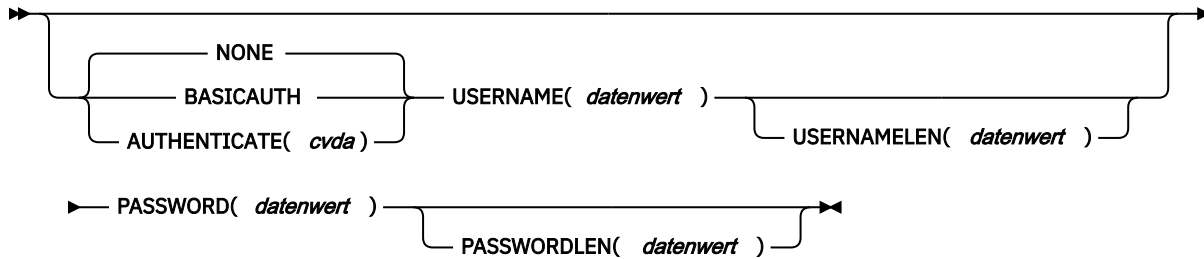 NONE
BASICAUTH
AUTHENTICATE( cvda )
USERNAME( datenwert )
USERNAMELEN( datenwert )
PASSWORD( datenwert )
PASSWORDLEN( datenwert )